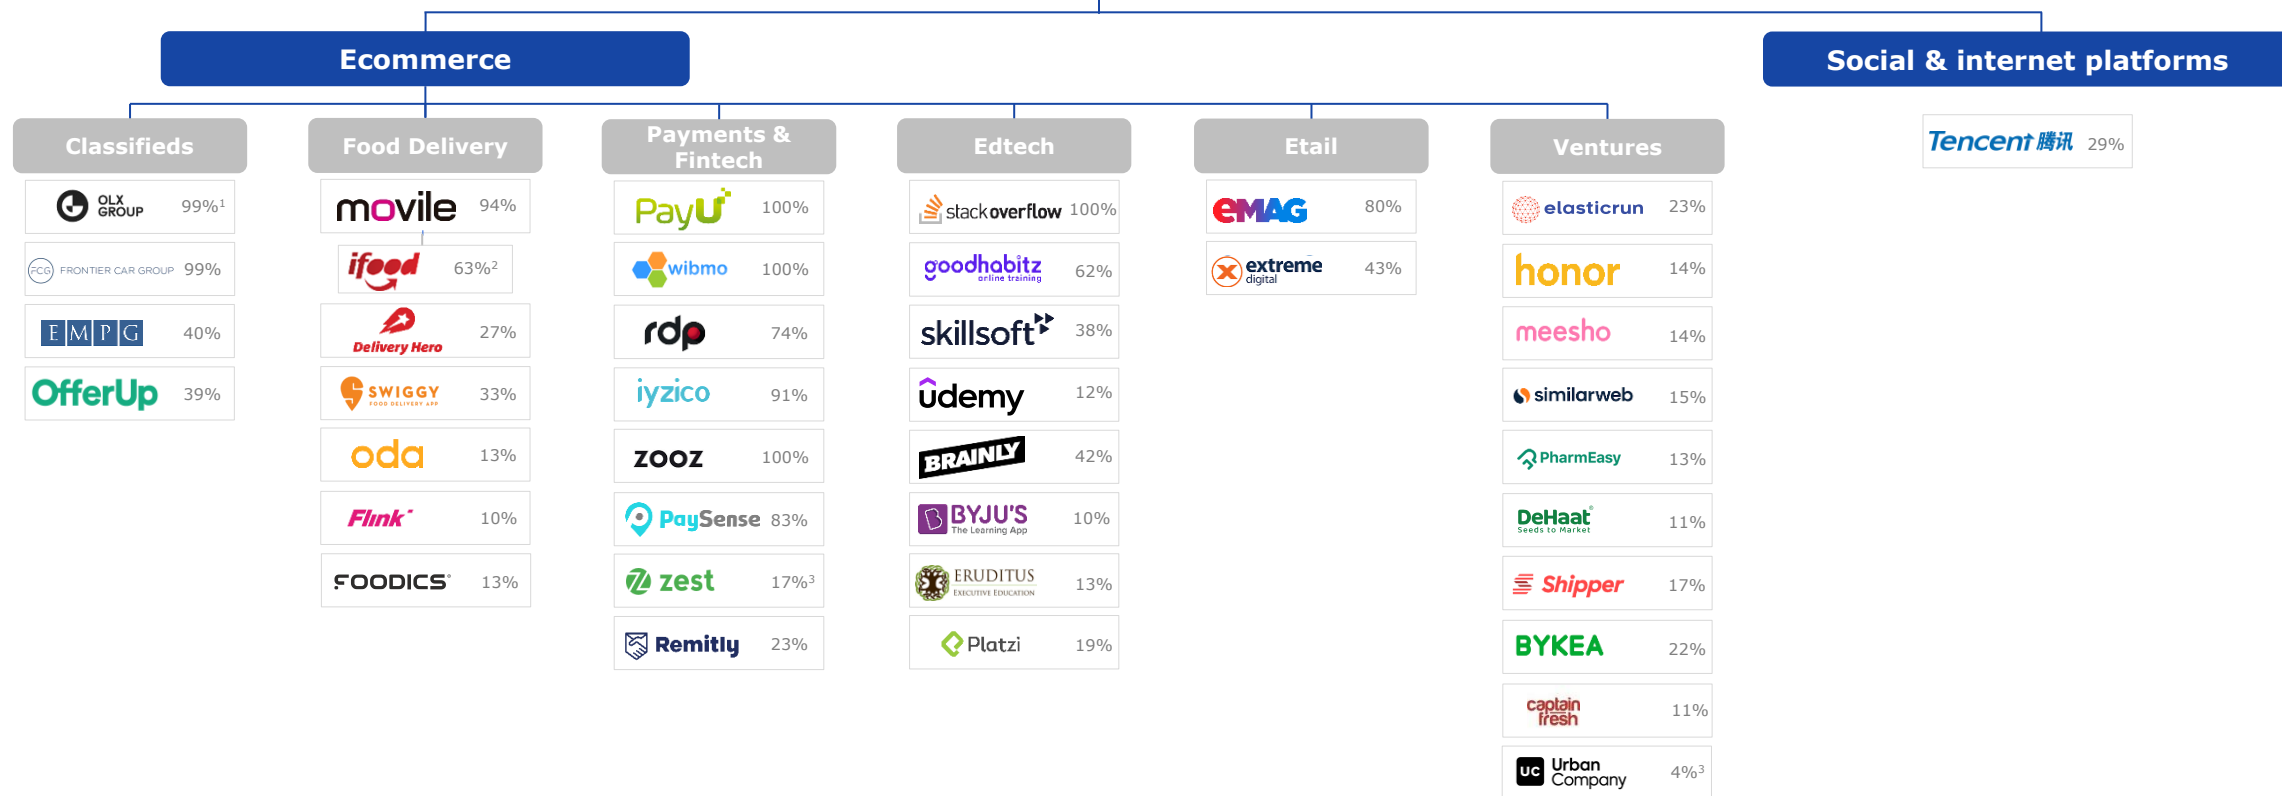 Ecommerce
Social & internet platforms
Classifieds
OLX
GROUP
99%1
FCG FRONTIER CAR GROUP 99%
EMPG 40%
OfferUp 39%
Food Delivery
movile 94%
ifood 63%2
Delivery Hero 27%
SWIGGY
FOOD DELIVERY APP
33%
oda 13%
Flink 10%
FOODICS 13%
Payments &
Fintech
PayU 100%
wibmo 100%
rdp 74%
iyzico 91%
zooz 100%
PaySense 83%
zest 17%3
Remitly 23%
Edtech
stackoverflow 100%
goodhabitz
online training
62%
skillsoft 38%
udemy 12%
BRAINLY 42%
BYJU'S
The Learning App
10%
ERUDITUS
EXECUTIVE EDUCATION
13%
Platzi 19%
Etail
eMAG 80%
extreme
digital
43%
Ventures
elasticrun 23%
honor 14%
meesho 14%
similarweb 15%
PharmEasy 13%
DeHaat
Seeds to Market
11%
Shipper 17%
BYKEA 22%
captain
fresh
11%
UC Urban
Company
4%3
Tencent 腾讯 29%